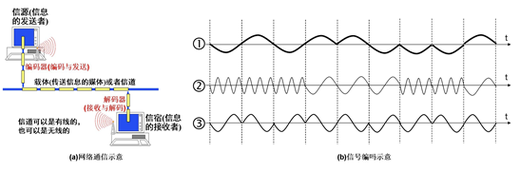 信源(信息
的发送者)
编码器(编码与发送)
载体(传送信息的媒体)或者信道
解码器
(接收与解码)
信道可以是有线的,
也可以是无线的
信宿(信息
的接收者)
(a)网络通信示意
① t
② t
③ t
(b)信号编码示意